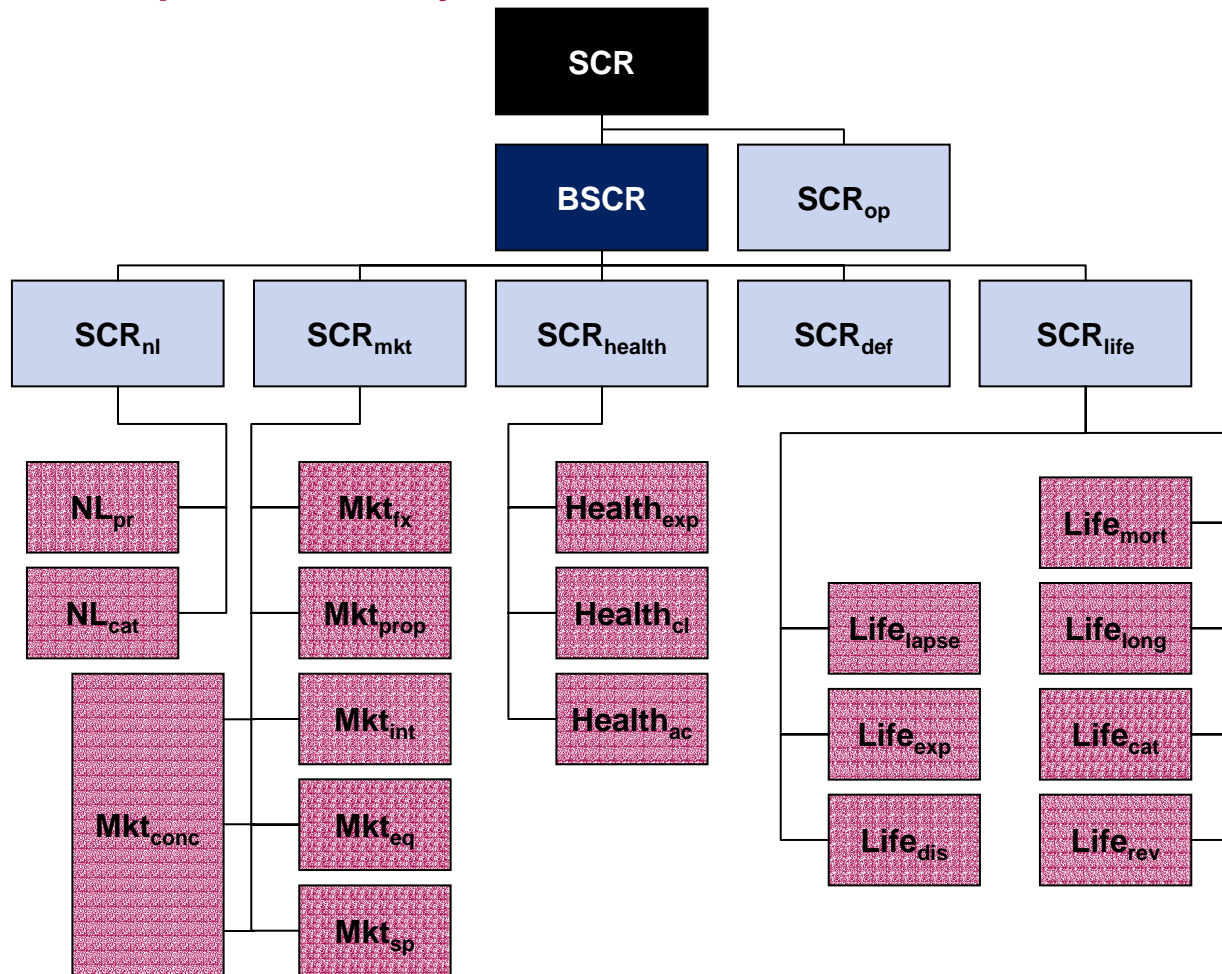 SCR
BSCR
SCRop
SCRnl
SCRmkt
SCRhealth
SCRdef
SCRlife
NLpr
NLcat
Mktconc
Mktfx
Mktprop
Mktint
Mkteq
Mktsp
Healthexp
Healthcl
Healthac
Lifelapse
Lifeexp
Lifedis
Lifemort
Lifelong
Lifecat
Liferev